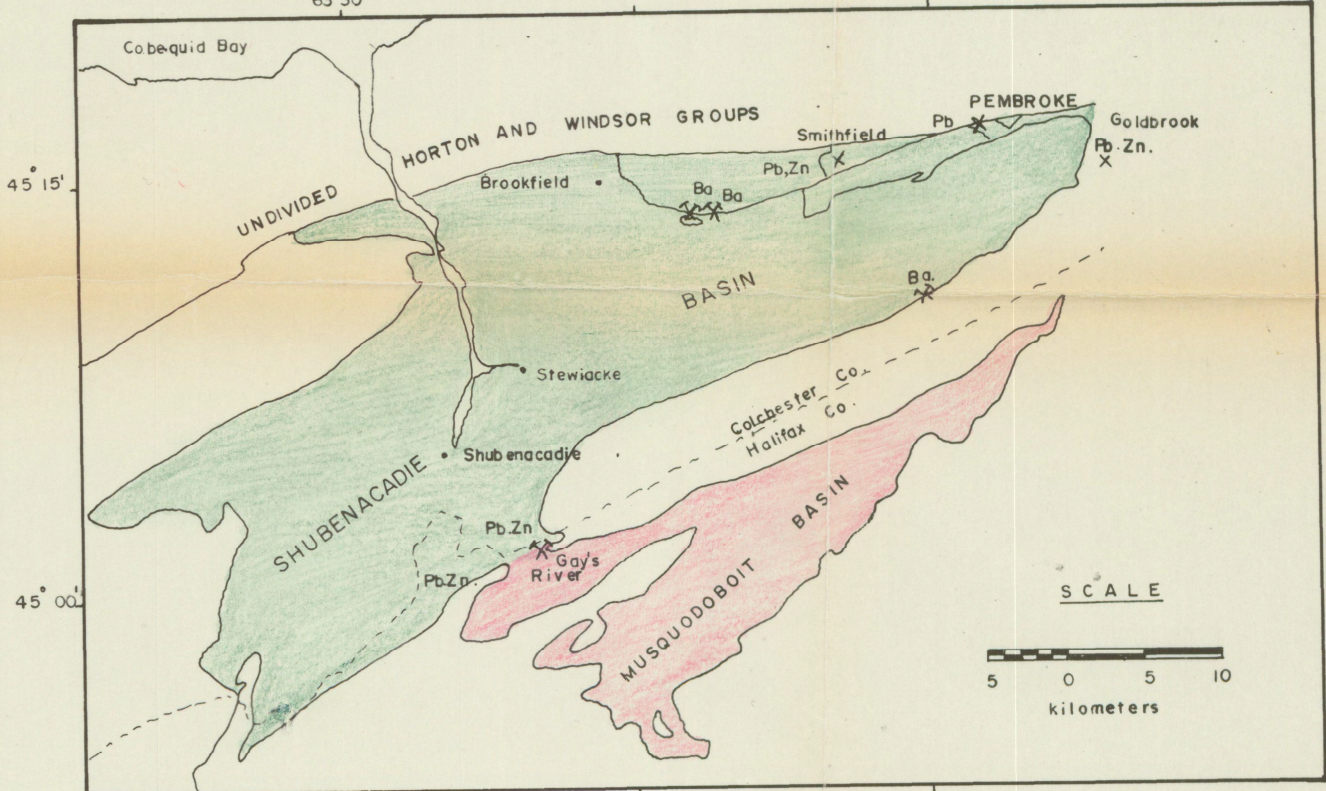 Cobequid Bay
HORTON AND WINDSOR GROUPS
PEMBROKE
Pb
Goldbrook
Smithfield
Pb. Zn.
Pb,Zn
45° 15'
Brookfield
Ba
Ba
UNDIVIDED
BASIN
Ba.
Stewiacke
Colchester Co.
Halifax Co.
Shubenacadie
SHUBENACADIE
BASIN
Pb.Zn
Gay's
River
Pb.Zn.
45° 00'
MUSQUODOBOIT
SCALE
5 0 5 10
kilometers